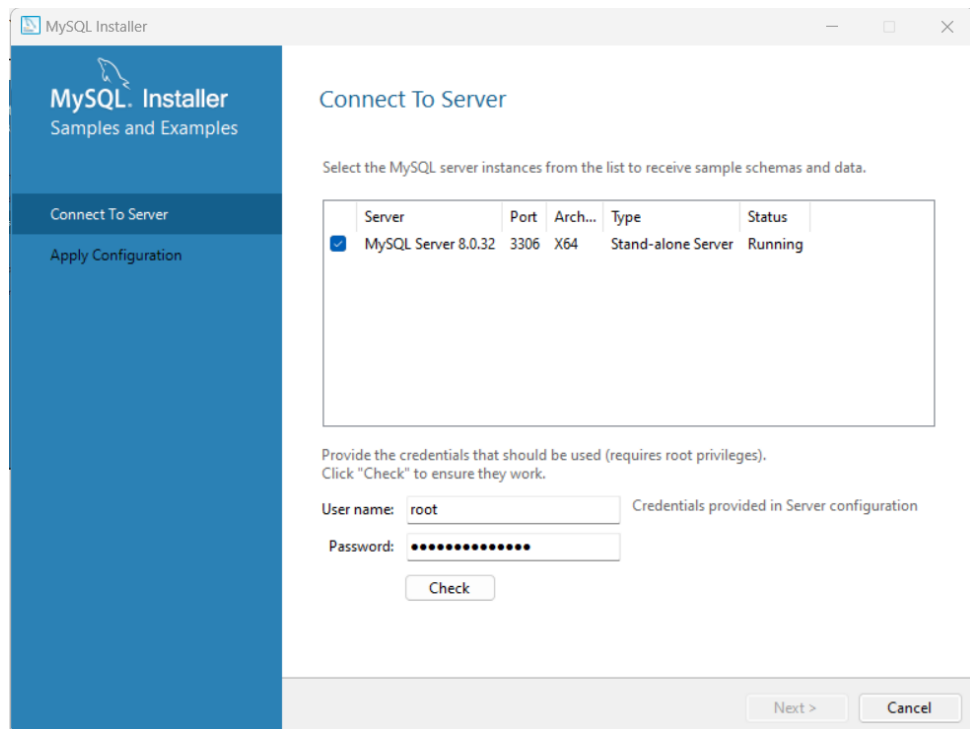 MySQL Installer
MySQL. Installer
Samples and Examples
Connect To Server
Apply Configuration
Connect To Server
Select the MySQL server instances from the list to receive sample schemas and data.
Server Port Arch... Type Status
MySQL Server 8.0.32 3306 X64 Stand-alone Server Running
Provide the credentials that should be used (requires root privileges).
Click "Check" to ensure they work.
User name: root Credentials provided in Server configuration
Password: ●●●●●●●●●●●●●●
Check
Next > Cancel